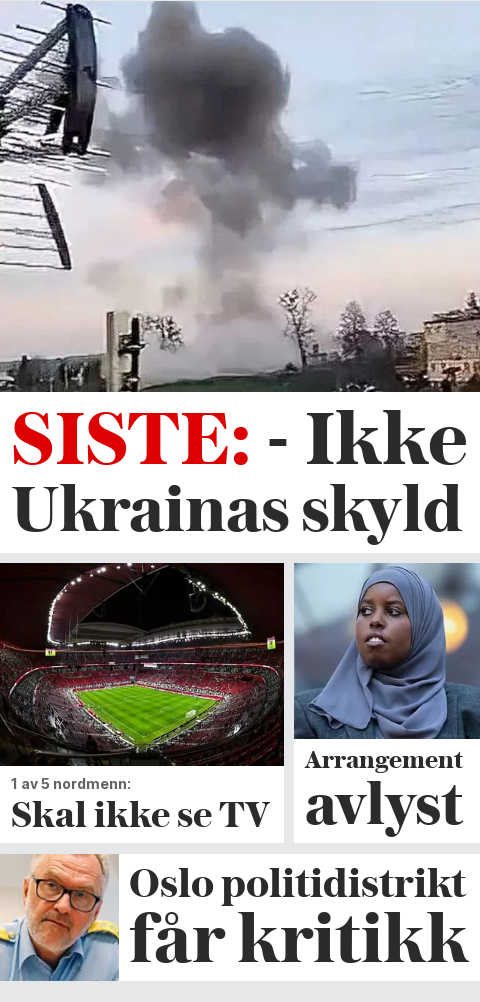 SISTE: - Ikke
Ukrainas skyld
1 av 5 nordmenn:
Skal ikke se TV
Arrangement
avlyst
Oslo politidistrikt
får kritikk